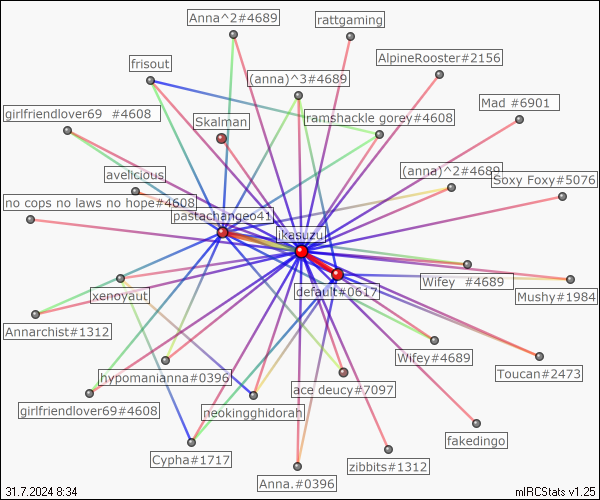 Anna^2#4689
rattgaming
AlpineRooster#2156
frisout
(anna)^3#4689
Mad #6901
girlfriendlover69 #4608
Skalman
ramshackle gorey#4608
avelicious
(anna)^2#4689
Soxy Foxy#5076
no cops no laws no hope#4608
pastachangeo41
ikasuzu
Wifey #4689
default#0617
xenoyaut
Mushy#1984
Annarchist#1312
Wifey#4689
Toucan#2473
hypomanianna#0396
ace deucy#7097
girlfriendlover69#4608
neokingghidorah
fakedingo
Cypha#1717
zibbits#1312
Anna.#0396
31.7.2024 8:34
mIRCStats v1.25